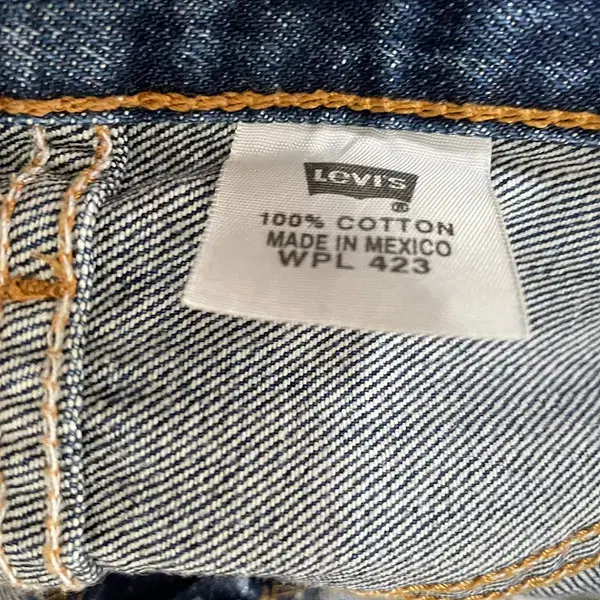 LEVI'S
®
100% COTTON
MADE IN MEXICO
WPL 423